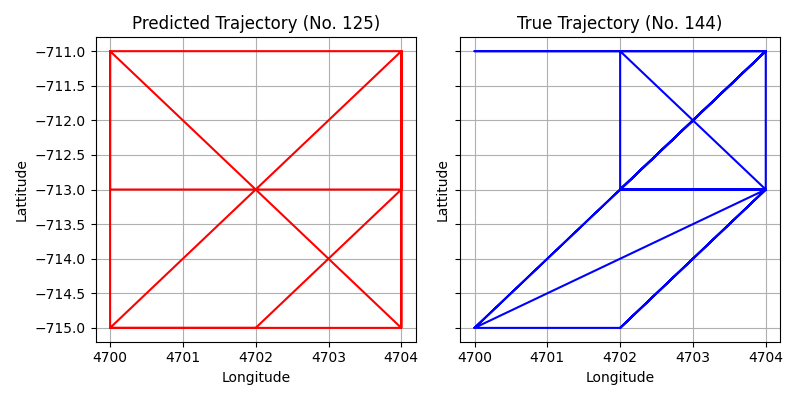 Predicted Trajectory (No. 125)
True Trajectory (No. 144)
−711.0
−711.5
−712.0
−712.5
−713.0
−713.5
−714.0
−714.5
−715.0
Lattitude
Lattitude
4700 4701 4702 4703 4704
4700 4701 4702 4703 4704
Longitude
Longitude